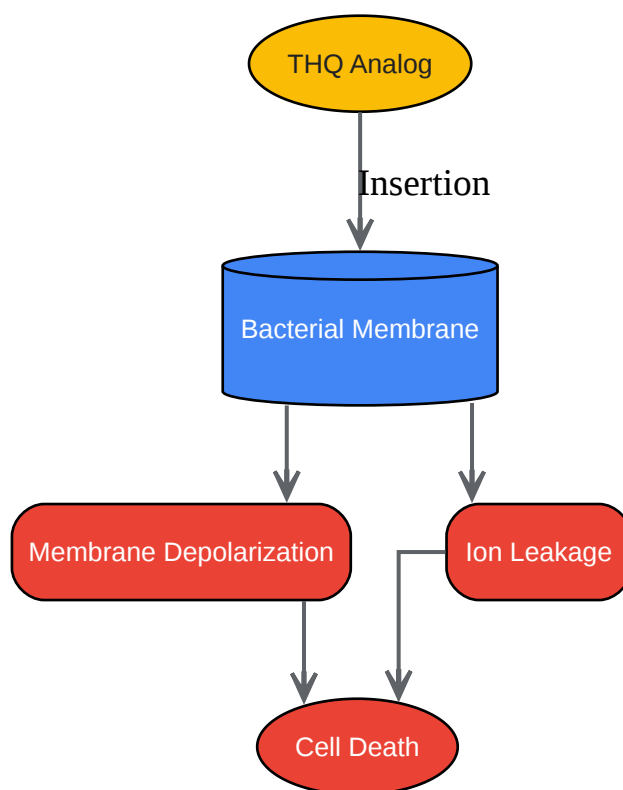 THQ Analog
Insertion
Bacterial Membrane
Membrane Depolarization
Ion Leakage
Cell Death